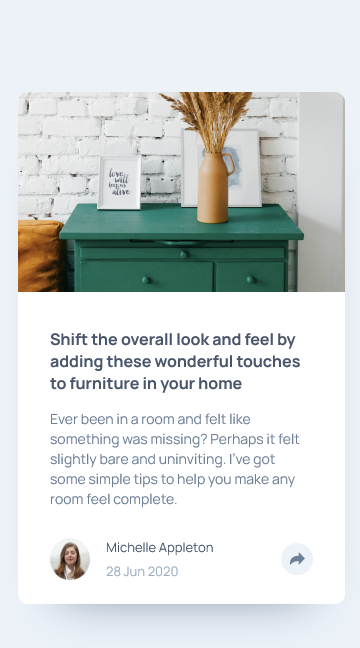 love
will
keep us
alive
Shift the overall look and feel by
adding these wonderful touches
to furniture in your home
Ever been in a room and felt like
something was missing? Perhaps it felt
slightly bare and uninviting. I've got
some simple tips to help you make any
room feel complete.
Michelle Appleton
28 Jun 2020